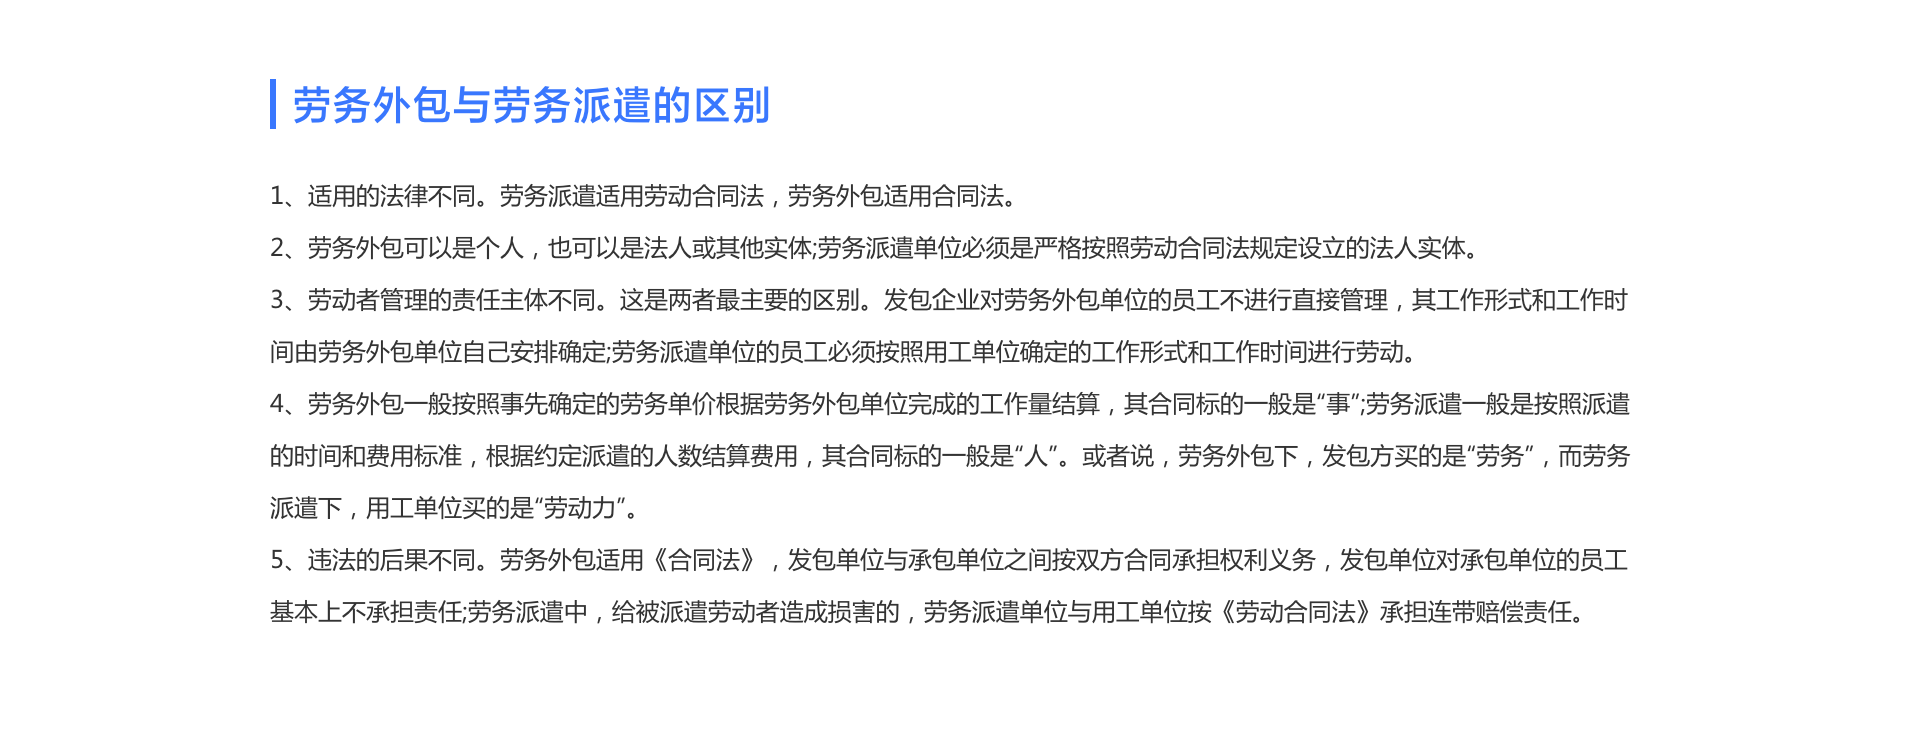 劳务外包与劳务派遣的区别
1、适用的法律不同。劳务派遣适用劳动合同法，劳务外包适用合同法。
2、劳务外包可以是个人，也可以是法人或其他实体;劳务派遣单位必须是严格按照劳动合同法规定设立的法人实体。
3、劳动者管理的责任主体不同。这是两者最主要的区别。发包企业对劳务外包单位的员工不进行直接管理，其工作形式和工作时
间由劳务外包单位自己安排确定;劳务派遣单位的员工必须按照用工单位确定的工作形式和工作时间进行劳动。
4、劳务外包一般按照事先确定的劳务单价根据劳务外包单位完成的工作量结算，其合同标的一般是“事”;劳务派遣一般是按照派遣
的时间和费用标准，根据约定派遣的人数结算费用，其合同标的一般是“人”。或者说，劳务外包下，发包方买的是“劳务”，而劳务
派遣下，用工单位买的是“劳动力”。
5、违法的后果不同。劳务外包适用《合同法》，发包单位与承包单位之间按双方合同承担权利义务，发包单位对承包单位的员工
基本上不承担责任;劳务派遣中，给被派遣劳动者造成损害的，劳务派遣单位与用工单位按《劳动合同法》承担连带赔偿责任。